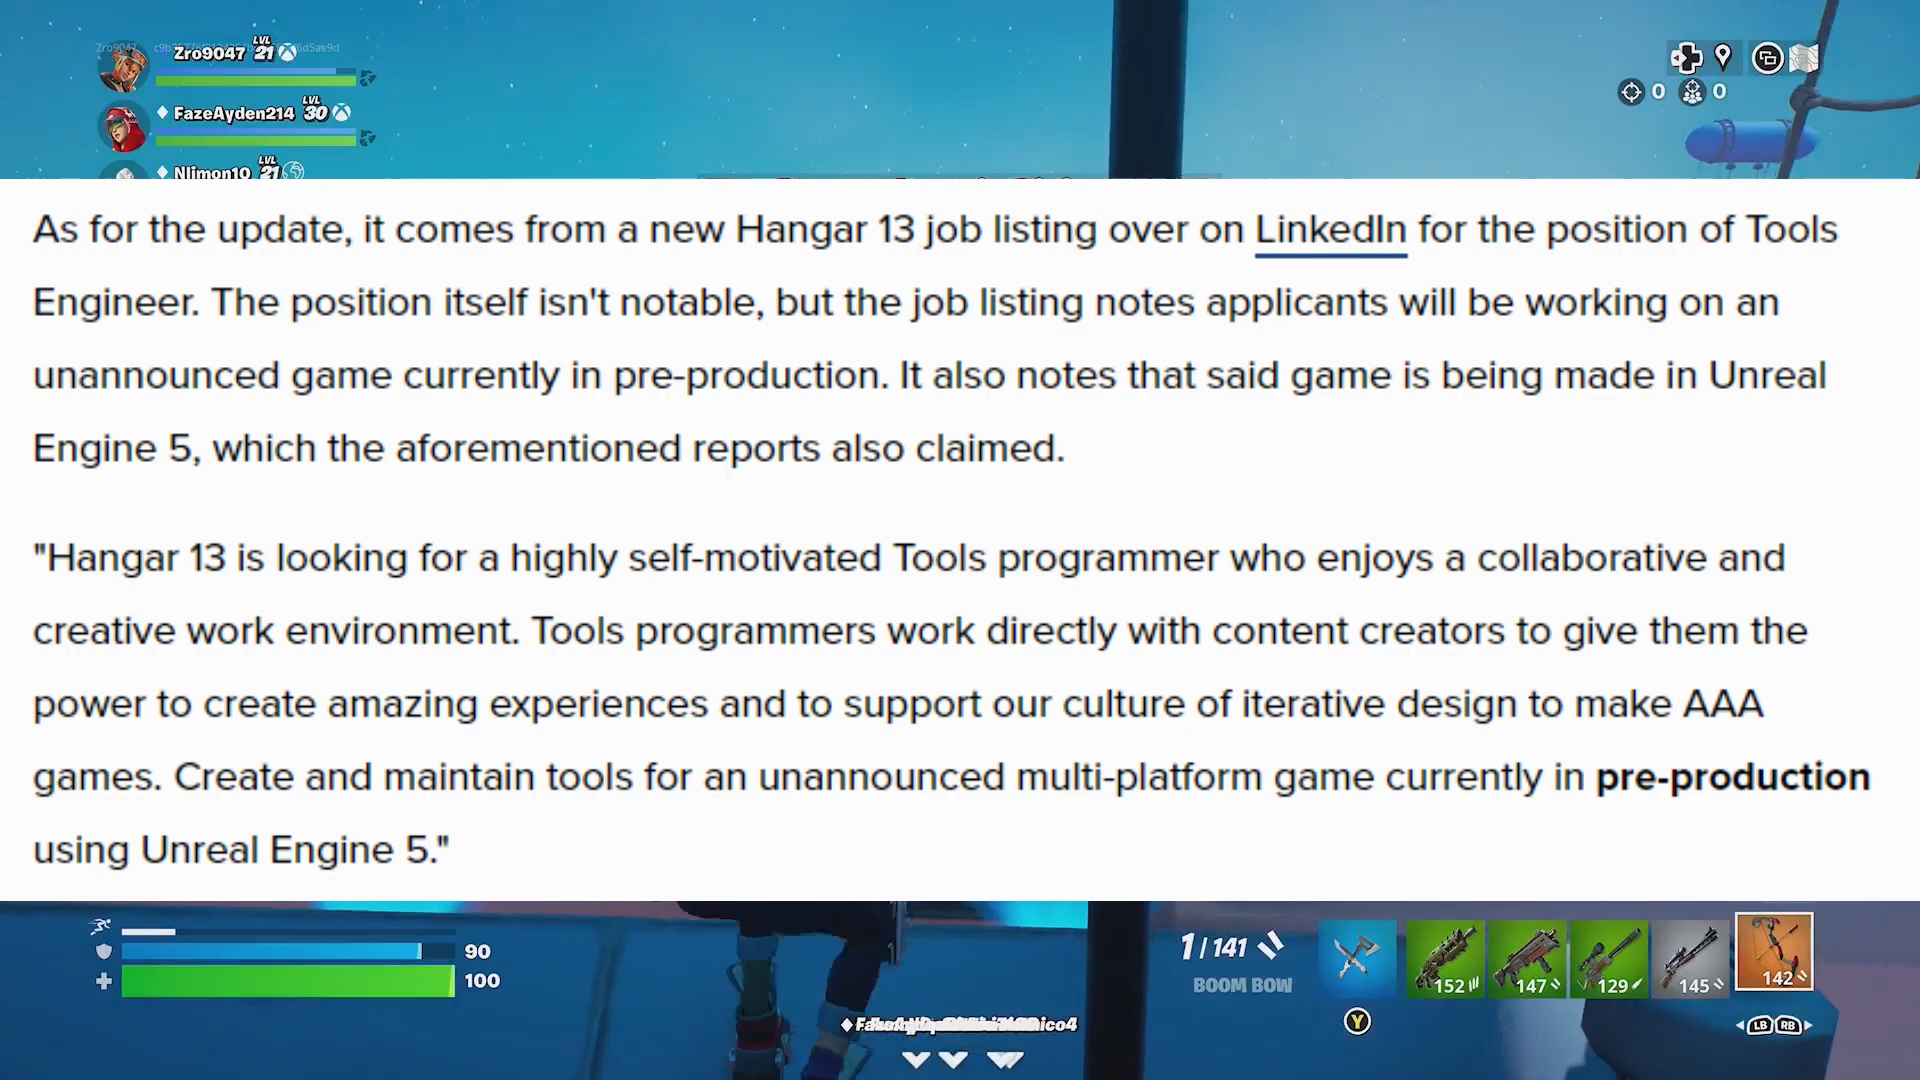 Zro9047 LVL 21
FazeAyden214 LVL 30
Nlimon10 LVL 21
0 0
As for the update, it comes from a new Hangar 13 job listing over on LinkedIn for the position of Tools
Engineer. The position itself isn't notable, but the job listing notes applicants will be working on an
unannounced game currently in pre-production. It also notes that said game is being made in Unreal
Engine 5, which the aforementioned reports also claimed.
"Hangar 13 is looking for a highly self-motivated Tools programmer who enjoys a collaborative and
creative work environment. Tools programmers work directly with content creators to give them the
power to create amazing experiences and to support our culture of iterative design to make AAA
games. Create and maintain tools for an unannounced multi-platform game currently in pre-production
using Unreal Engine 5."
90
100
1/141
BOOM BOW
152 147 129 145 142
Y
LB RB